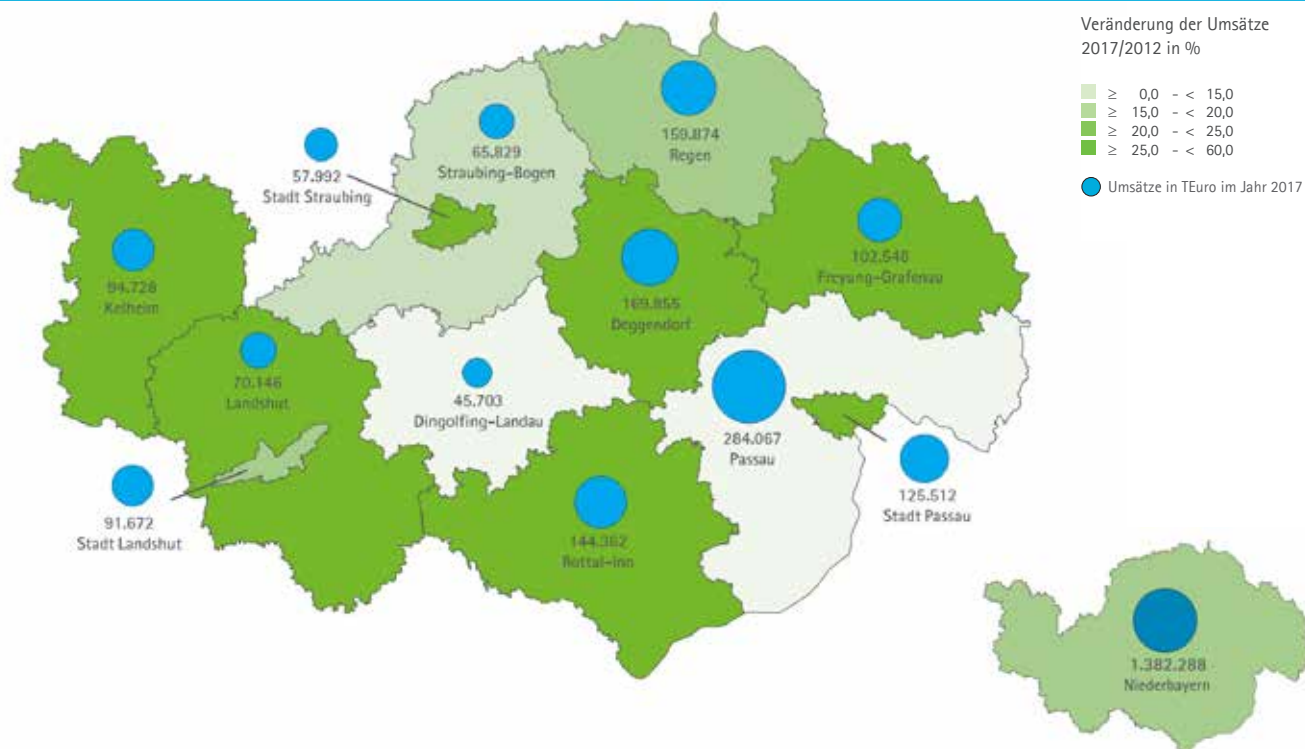 Veränderung der Umsätze
2017/2012 in %
≥ 0,0 - < 15,0
≥ 15,0 - < 20,0
≥ 20,0 - < 25,0
≥ 25,0 - < 60,0
Umsätze in TEuro im Jahr 2017
159.874
Regen
65.829
Straubing-Bogen
57.992
Stadt Straubing
102.548
Freyung-Grafenau
94.728
Kelheim
169.855
Deggendorf
70.146
Landshut
45.703
Dingolfing-Landau
284.067
Passau
125.512
Stadt Passau
91.672
Stadt Landshut
144.362
Rottal-Inn
1.382.288
Niederbayern